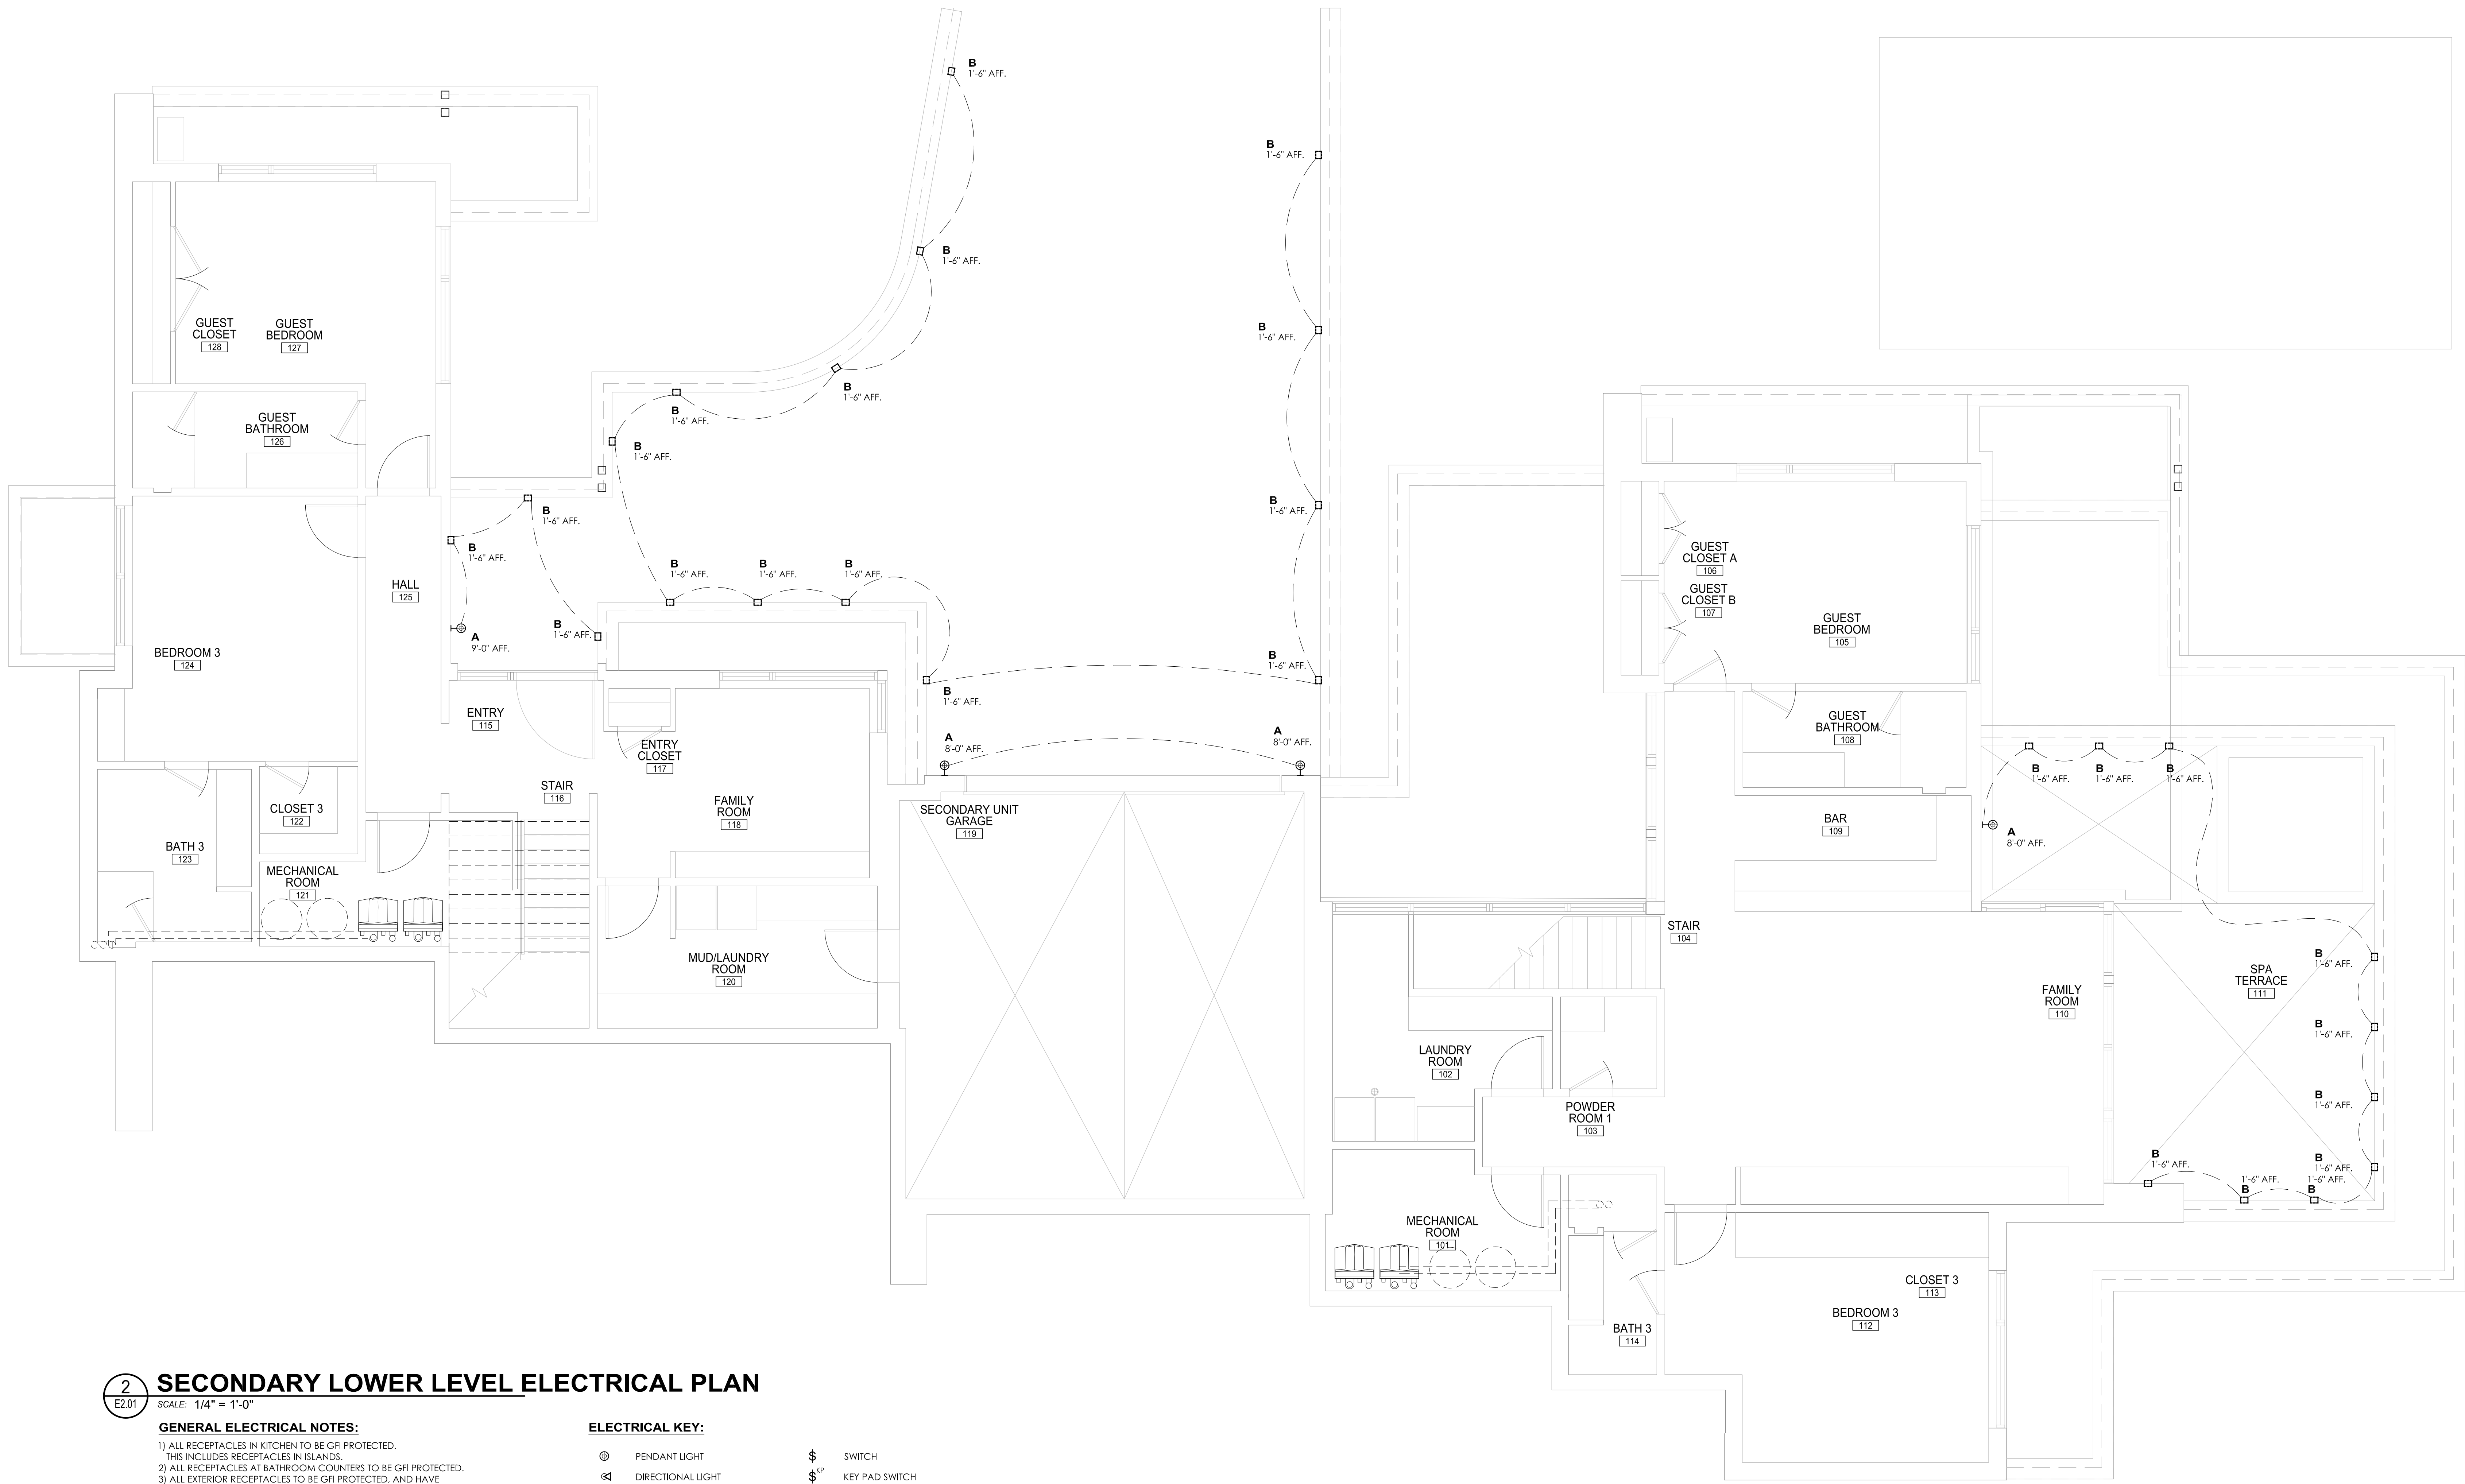 B
1'-6" AFF.
B
1'-6" AFF.
B
1'-6" AFF.
B
1'-6" AFF.
B
1'-6" AFF.
B
1'-6" AFF.
B
1'-6" AFF.
B
1'-6" AFF.
B
1'-6" AFF.
B
1'-6" AFF.
A
9'-0" AFF.
B
1'-6" AFF.
B
1'-6" AFF.
B
1'-6" AFF.
B
1'-6" AFF.
B
1'-6" AFF.
B
1'-6" AFF.
A
8'-0" AFF.
A
8'-0" AFF.
GUEST
CLOSET
128
GUEST
BEDROOM
127
GUEST
BATHROOM
126
HALL
125
BEDROOM 3
124
ENTRY
115
ENTRY
CLOSET
117
STAIR
116
FAMILY
ROOM
118
CLOSET 3
122
BATH 3
123
MECHANICAL
ROOM
121
MUD/LAUNDRY
ROOM
120
SECONDARY UNIT
GARAGE
119
GUEST
CLOSET A
106
GUEST
CLOSET B
107
GUEST
BEDROOM
105
GUEST
BATHROOM
108
BAR
109
B
1'-6" AFF.
B
1'-6" AFF.
B
1'-6" AFF.
A
8'-0" AFF.
STAIR
104
FAMILY
ROOM
110
SPA
TERRACE
111
B
1'-6" AFF.
B
1'-6" AFF.
B
1'-6" AFF.
B
1'-6" AFF.
B
1'-6" AFF.
1'-6" AFF.
B
1'-6" AFF.
B
LAUNDRY
ROOM
102
POWDER
ROOM 1
103
MECHANICAL
ROOM
101
CLOSET 3
113
BEDROOM 3
112
BATH 3
114
2
E2.01
SECONDARY LOWER LEVEL ELECTRICAL PLAN
SCALE: 1/4" = 1'-0"
GENERAL ELECTRICAL NOTES:
1) ALL RECEPTACLES IN KITCHEN TO BE GFI PROTECTED.
THIS INCLUDES RECEPTACLES IN ISLANDS.
2) ALL RECEPTACLES AT BATHROOM COUNTERS TO BE GFI PROTECTED.
3) ALL EXTERIOR RECEPTACLES TO BE GFI PROTECTED, AND HAVE
ELECTRICAL KEY:
PENDANT LIGHT
$ SWITCH
DIRECTIONAL LIGHT
$KP KEY PAD SWITCH